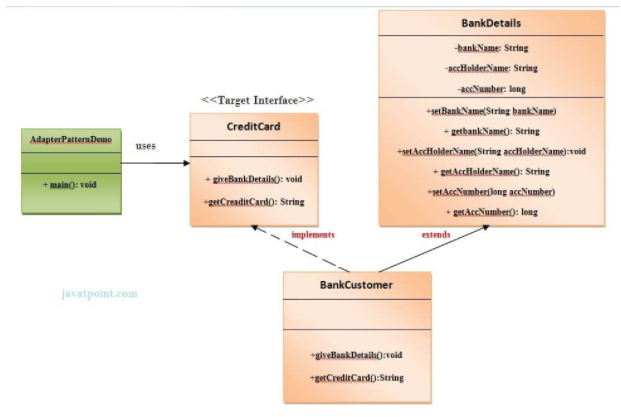 BankDetails
-bankName: String
-accHolderName: String
-accNumber: long
+setBankName(String bankName)
+ getbankName(): String
+setAccHolderName(String accHolderName):void
+ getAccHolderName(): String
+setAccNumber(long accNumber)
+ getAccNumber(): long
<<Target Interface>>
CreditCard
+ giveBankDetails(): void
+getCreaditCard(): String
AdapterPatternDemo
+ main(): void
uses
implements
extends
BankCustomer
+giveBankDetails():void
+getCreditCard():String
javatpoint.com